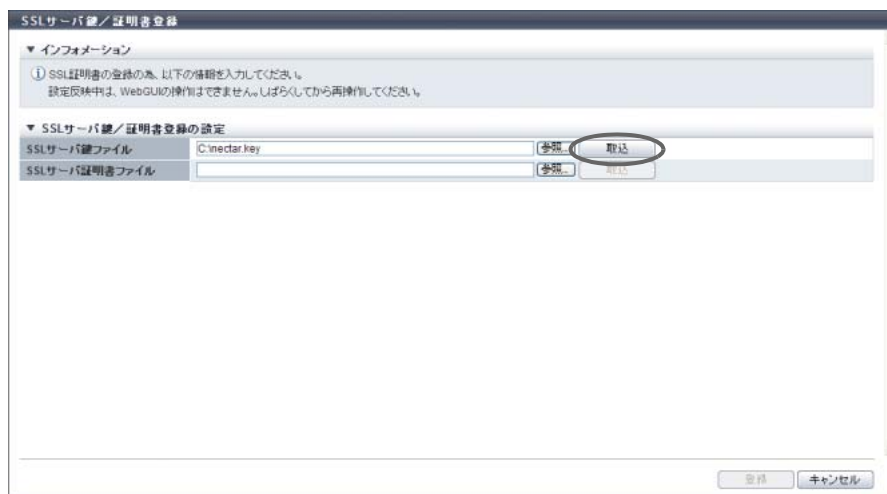 SSLサーバ鍵/証明書登録
▼ インフォメーション
SSL証明書の登録の為、以下の情報を入力してください。
設定反映中は、WebGUIの操作はできません。しばらくしてから再操作してください。
▼ SSLサーバ鍵/証明書登録の設定
SSLサーバ鍵ファイル C:\nectar.key 参照... 取込
SSLサーバ証明書ファイル 参照... 取込
登録 キャンセル